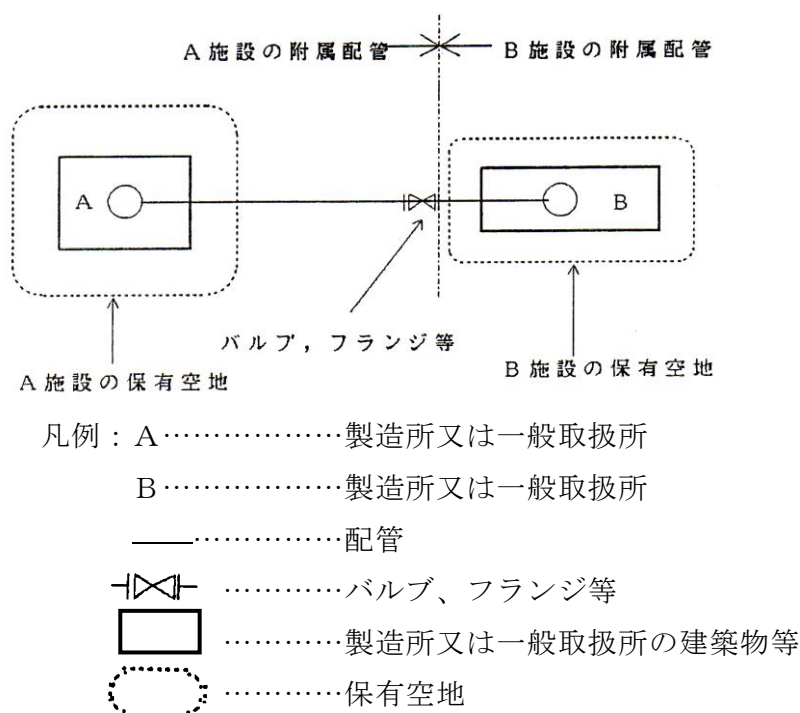 A施設の附属配管 B施設の附属配管
A B
バルブ,フランジ等
A施設の保有空地 B施設の保有空地
凡例：A………………製造所又は一般取扱所
B………………製造所又は一般取扱所
……………配管
…………バルブ、フランジ等
…………製造所又は一般取扱所の建築物等
…………保有空地